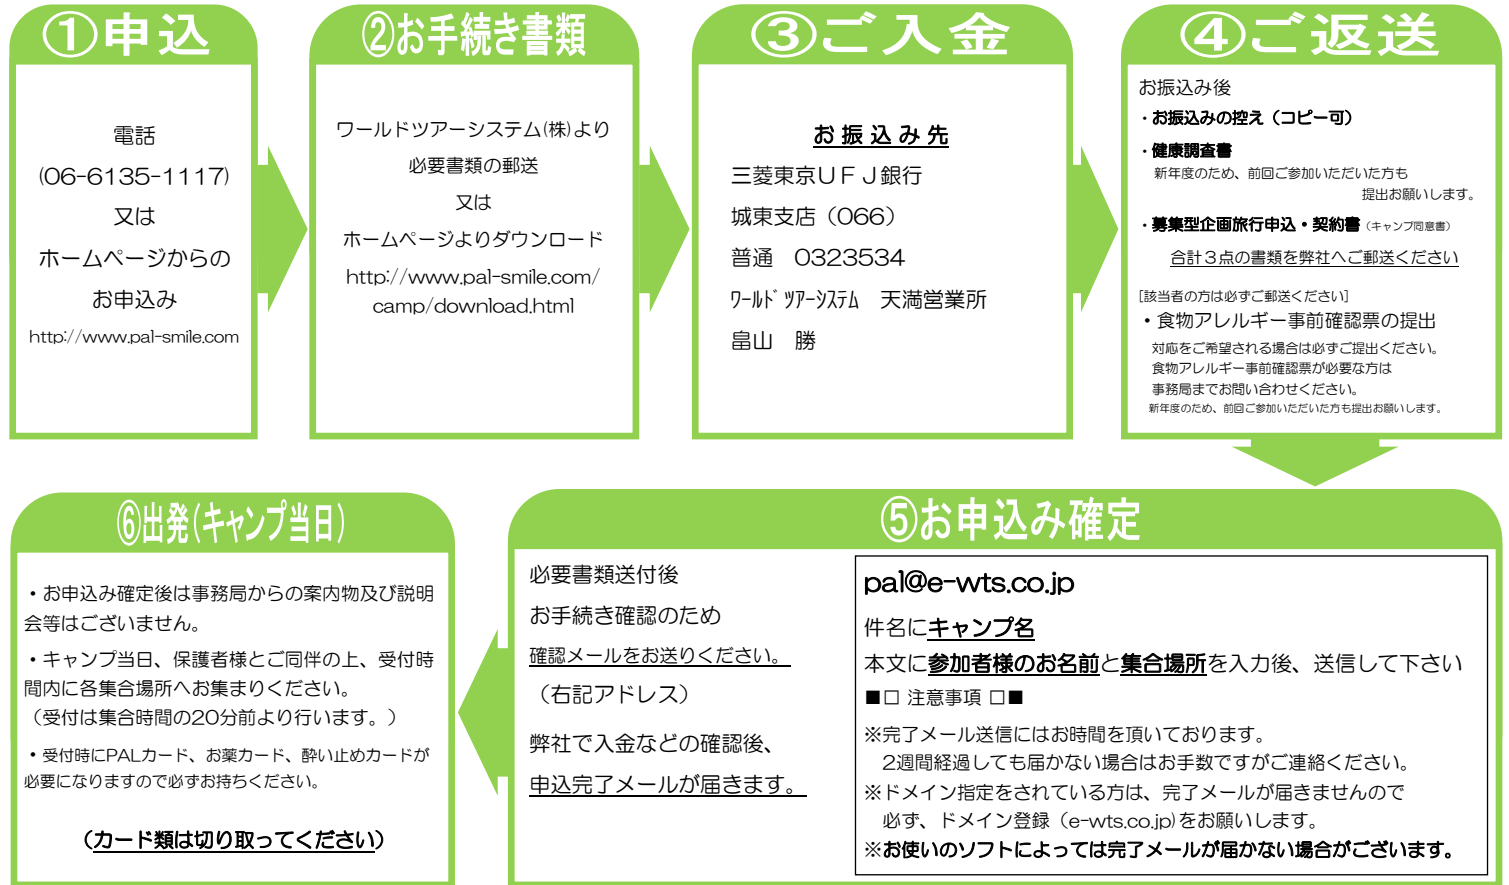 ①申込
電話
(06-6135-1117)
又は
ホームページからの
お申込み
http://www.pal-smile.com
②お手続き書類
ワールドツアーシステム(株)より
必要書類の郵送
又は
ホームページよりダウンロード
http://www.pal-smile.com/
camp/download.html
③ご入金
お振込み先
三菱東京ＵＦＪ銀行
城東支店（066）
普通　0323534
ﾜｰﾙﾄﾞﾂｱｰｼｽﾃﾑ　天満営業所
畠山　勝
④ご返送
お振込み後
・お振込みの控え（コピー可）
・健康調査書
新年度のため、前回ご参加いただいた方も
提出お願いします。
・募集型企画旅行申込・契約書（キャンプ同意書）
合計３点の書類を弊社へご郵送ください
[該当者の方は必ずご郵送ください]
・食物アレルギー事前確認票の提出
対応をご希望される場合は必ずご提出ください。
食物アレルギー事前確認票が必要な方は
事務局までお問い合わせください。
新年度のため、前回ご参加いただいた方も提出お願いします。
⑤お申込み確定
必要書類送付後
お手続き確認のため
確認メールをお送りください。
（右記アドレス）
弊社で入金などの確認後、
申込完了メールが届きます。
pal@e-wts.co.jp
件名にキャンプ名
本文に参加者様のお名前と集合場所を入力後、送信して下さい
■□ 注意事項 □■
※完了メール送信にはお時間を頂いております。
2週間経過しても届かない場合はお手数ですがご連絡ください。
※ドメイン指定をされている方は、完了メールが届きませんので
必ず、ドメイン登録（e-wts.co.jp)をお願いします。
※お使いのソフトによっては完了メールが届かない場合がございます。
⑥出発(キャンプ当日)
・お申込み確定後は事務局からの案内物及び説明
会等はございません。
・キャンプ当日、保護者様とご同伴の上、受付時
間内に各集合場所へお集まりください。
（受付は集合時間の20分前より行います。）
・受付時にPALカード、お薬カード、酔い止めカードが
必要になりますので必ずお持ちください。
（カード類は切り取ってください）